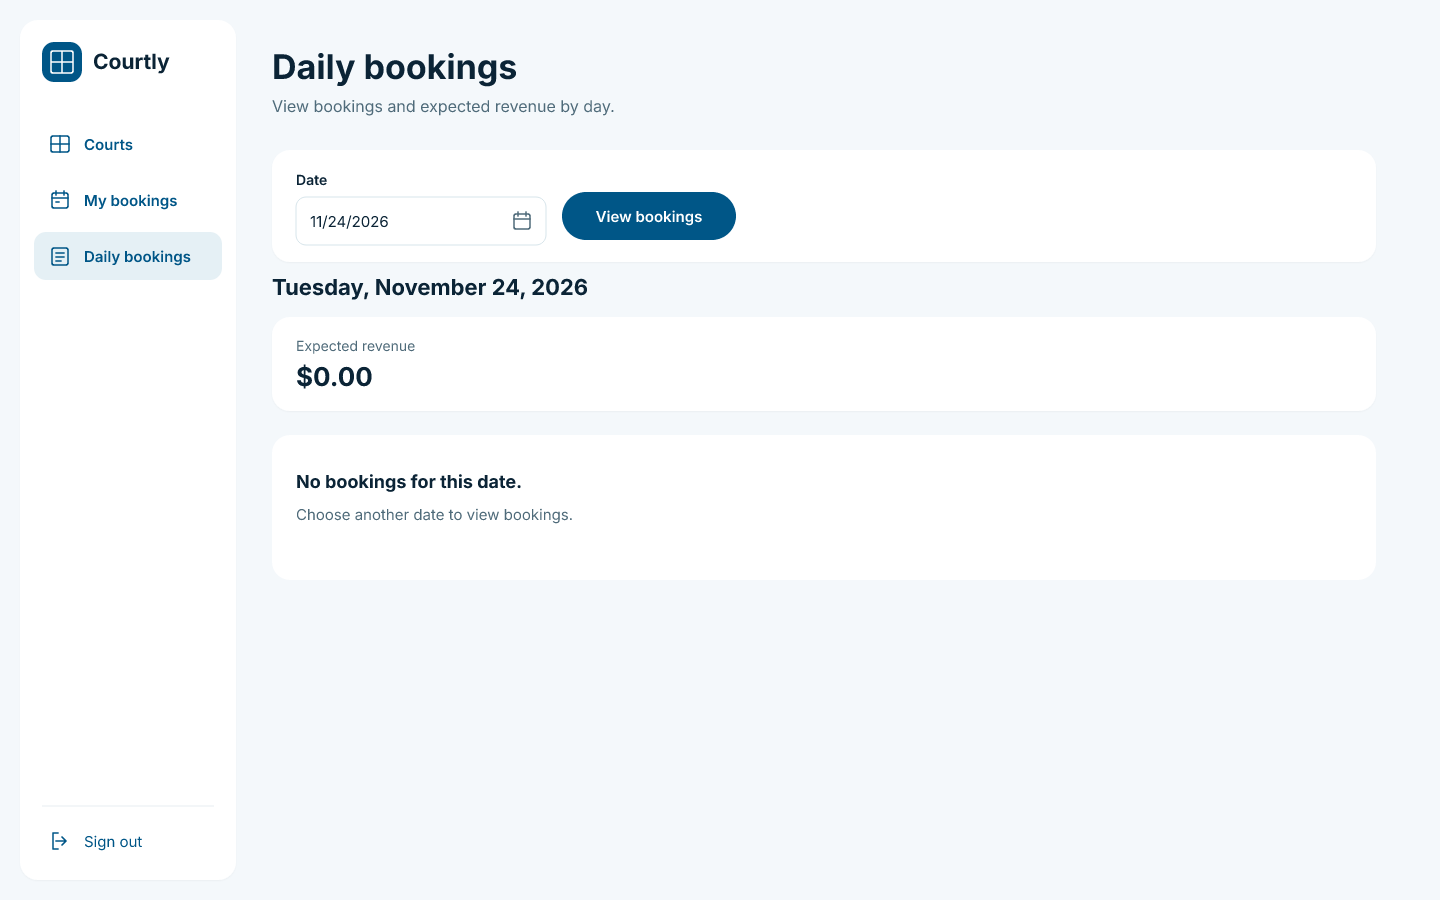 Courtly
Courts
My bookings
Daily bookings
Sign out
Daily bookings
View bookings and expected revenue by day.
Date
11/24/2026
View bookings
Tuesday, November 24, 2026
Expected revenue
$0.00
No bookings for this date.
Choose another date to view bookings.